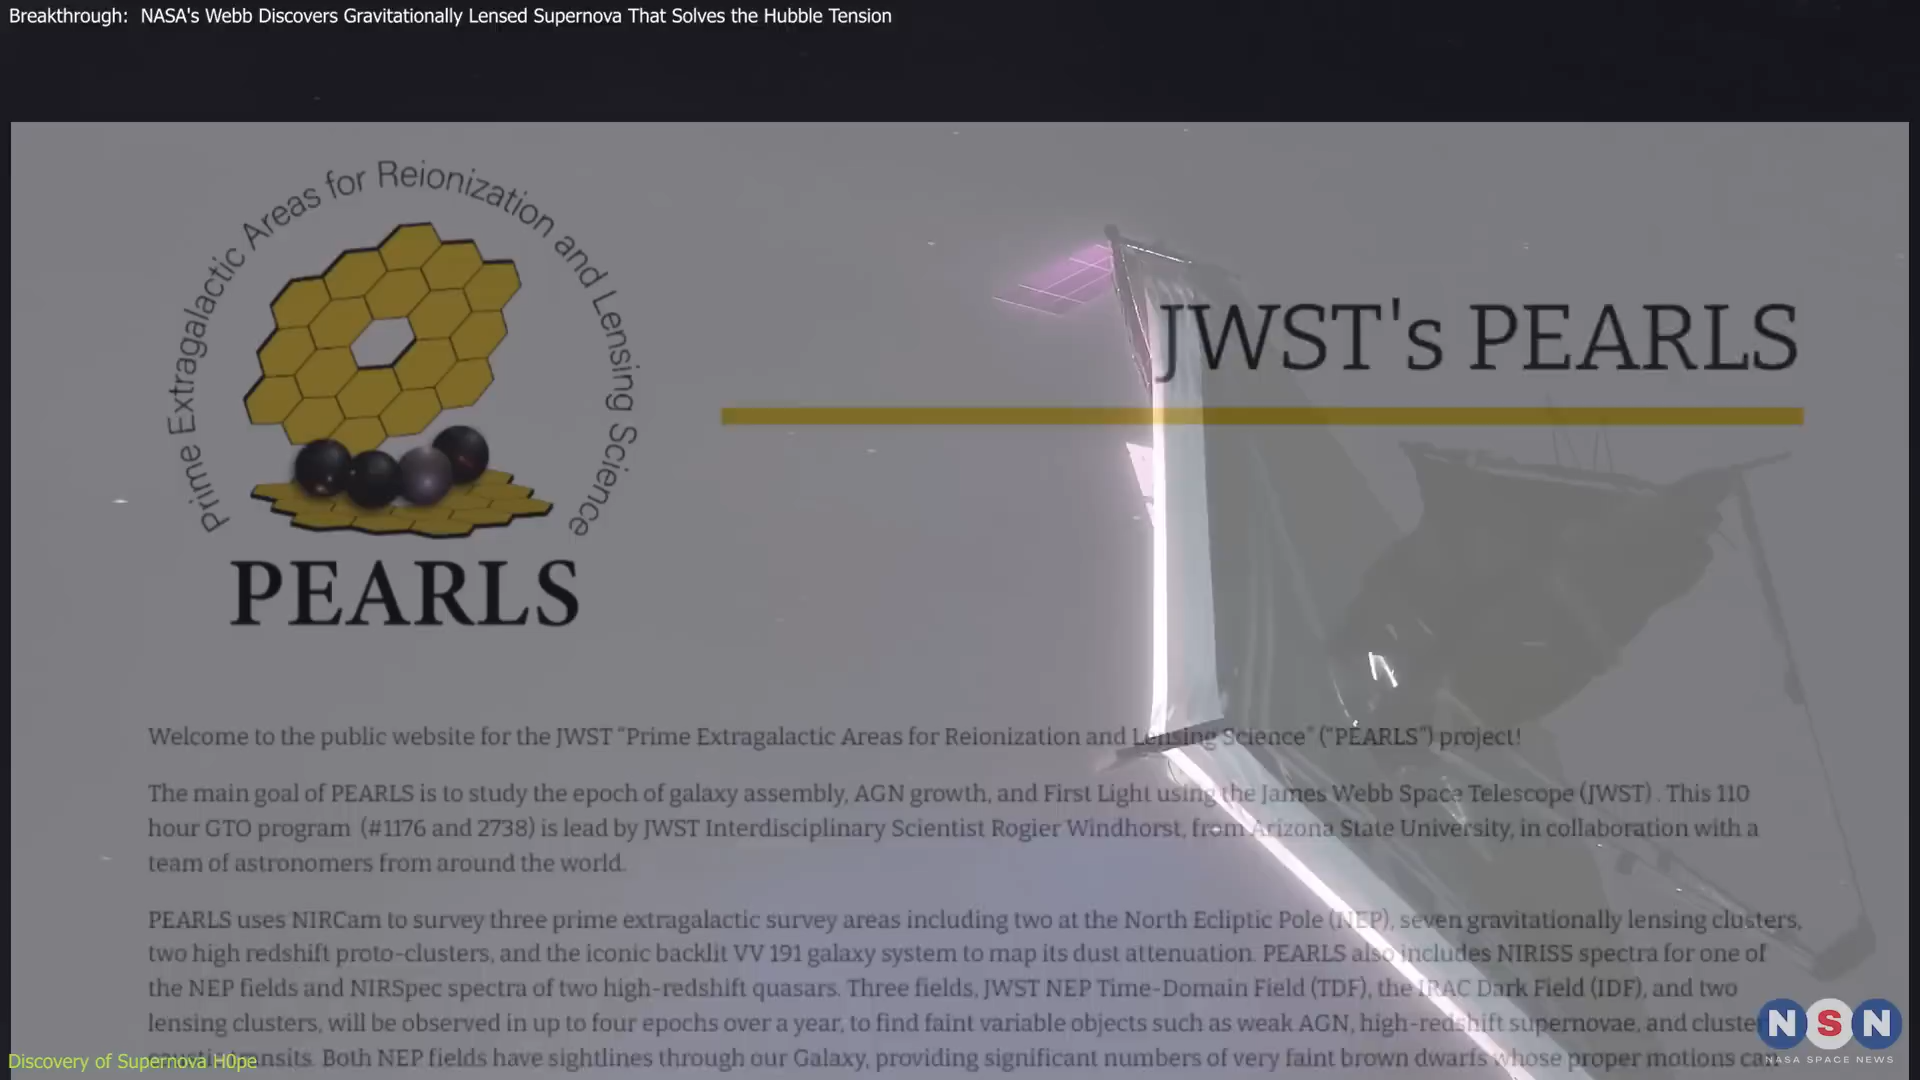 Breakthrough:  NASA's Webb Discovers Gravitationally Lensed Supernova That Solves the Hubble Tension
Prime Extragalactic Areas for Reionization and Lensing Science
PEARLS
JWST's PEARLS
Welcome to the public website for the JWST “Prime Extragalactic Areas for Reionization and Lensing Science” (“PEARLS”) project!
The main goal of PEARLS is to study the epoch of galaxy assembly, AGN growth, and First Light using the James Webb Space Telescope (JWST) . This 110
hour GTO program (#1176 and 2738) is lead by JWST Interdisciplinary Scientist Rogier Windhorst, from Arizona State University, in collaboration with a
team of astronomers from around the world.
PEARLS uses NIRCam to survey three prime extragalactic survey areas including two at the North Ecliptic Pole (NEP), seven gravitationally lensing clusters,
two high redshift proto-clusters, and the iconic backlit VV 191 galaxy system to map its dust attenuation. PEARLS also includes NIRISS spectra for one of
the NEP fields and NIRSpec spectra of two high-redshift quasars. Three fields, JWST NEP Time-Domain Field (TDF), the IRAC Dark Field (IDF), and two
lensing clusters, will be observed in up to four epochs over a year, to find faint variable objects such as weak AGN, high-redshift supernovae, and cluster
transits. Both NEP fields have sightlines through our Galaxy, providing significant numbers of very faint brown dwarfs whose proper motions can
Discovery of Supernova H0pe
NSN
NASA SPACE NEWS